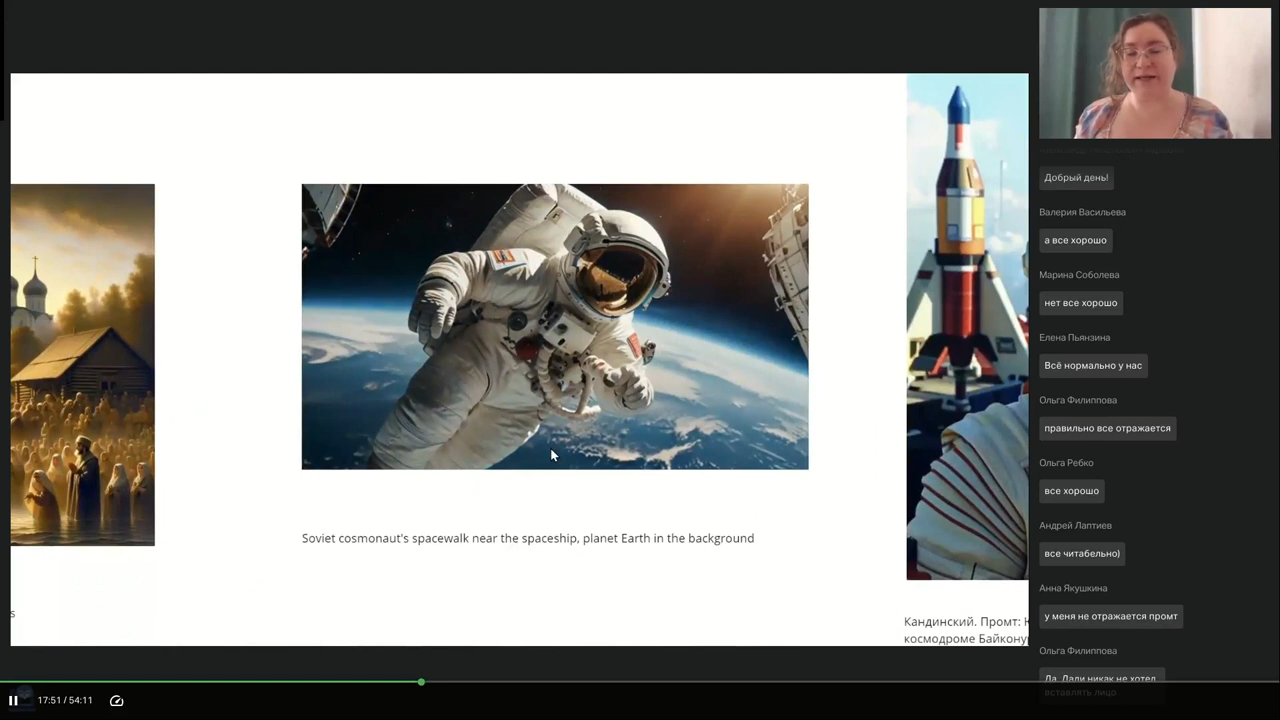 Добрый день!
Валерия Васильева
а все хорошо
Марина Соболева
нет все хорошо
Елена Пьянзина
Всё нормально у нас
Ольга Филиппова
правильно все отражается
Ольга Ребко
все хорошо
Андрей Лаптиев
все читабельно)
Анна Якушкина
у меня не отражается промт
Ольга Филиппова
Да, Дали никак не хотел
вставлять лицо
Soviet cosmonaut's spacewalk near the spaceship, planet Earth in the background
s
Кандинский. Промт:
космодроме Байкону
17:51 / 54:11